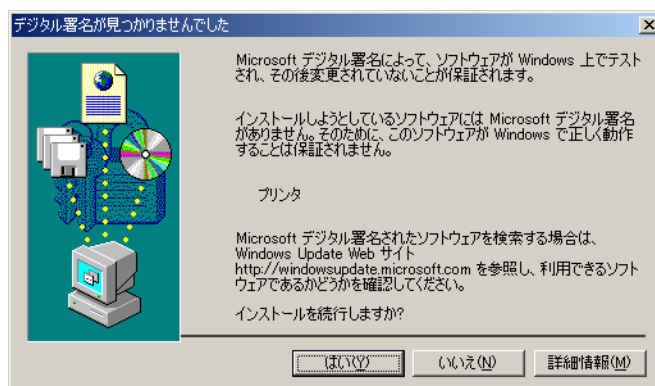 デジタル署名が見つかりませんでした
Microsoft デジタル署名によって、ソフトウェアが Windows 上でテスト
され、その後変更されていないことが保証されます。
インストールしようとしているソフトウェアには Microsoft デジタル署名
がありません。そのために、このソフトウェアが Windows で正しく動作
することは保証されません。
プリンタ
Microsoft デジタル署名されたソフトウェアを検索する場合は、
Windows Update Web サイト
http://windowsupdate.microsoft.com を参照し、利用できるソフト
ウェアであるかどうかを確認してください。
インストールを続行しますか?
はい(Y) いいえ(N) 詳細情報(M)